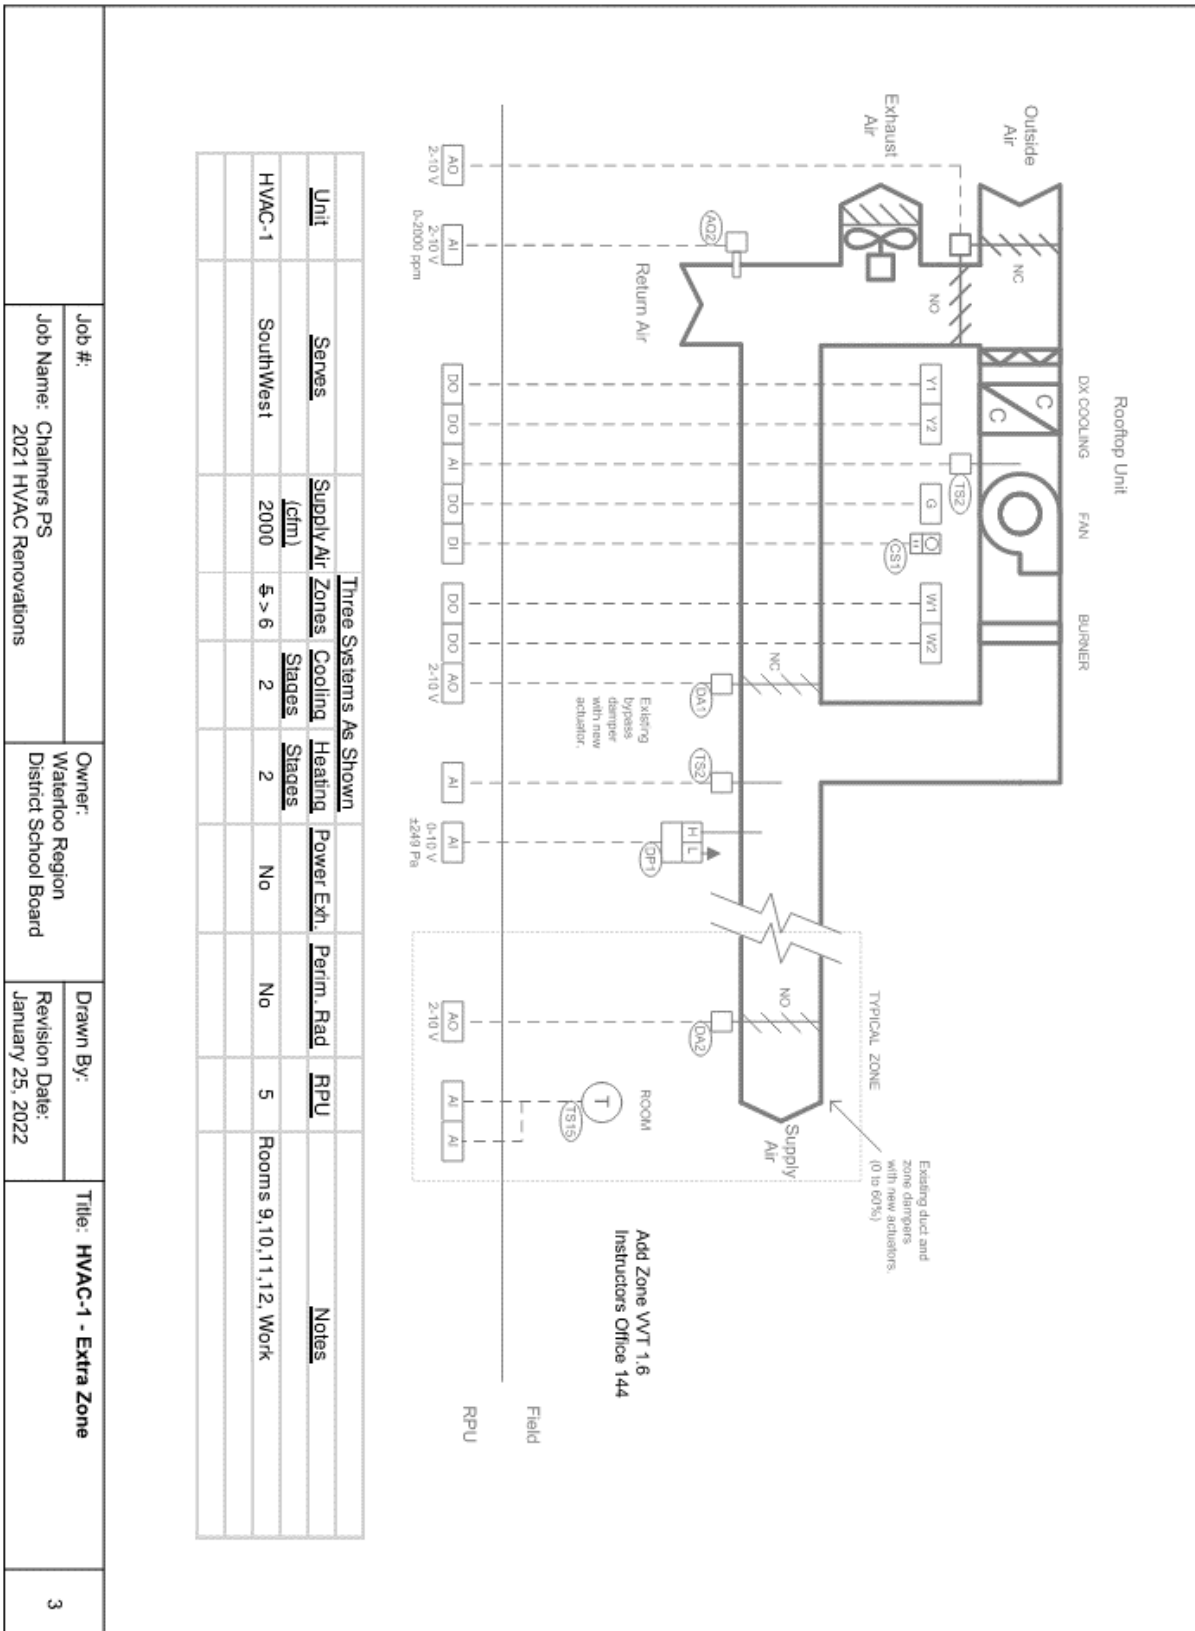 Rooftop Unit
DX COOLING
FAN
BURNER
Outside
Air
Exhaust
Air
NC
NO
C
C
TS2
Y1
Y2
G
CS1
W1
W2
AQ2
Return Air
NC
DA1
Existing
bypass
damper
with new
actuator.
TS2
H
L
DP1
TYPICAL ZONE
NO
DA2
Supply
Air
ROOM
T
TS15
Existing duct and
zone dampers
with new actuators.
(0 to 60%)
Add Zone VVT 1.6
Instructors Office 144
Field
RPU
AO
2-10 V
AI
2-10 V
0-2000 ppm
DO
DO
AI
DO
DI
DO
DO
AO
2-10 V
AI
AI
0-10 V
±249 Pa
AO
2-10 V
AI
AI
Three Systems As Shown
Unit Serves Supply Air Zones Cooling Heating Power Exh. Perim. Rad RPU Notes
(cfm) Stages Stages
HVAC-1 SouthWest 2000 5 > 6 2 2 No No 5 Rooms 9,10,11,12, Work
Job #:
Job Name: Chalmers PS
2021 HVAC Renovations
Owner:
Waterloo Region
District School Board
Drawn By:
Revision Date:
January 25, 2022
Title: HVAC-1 - Extra Zone
3